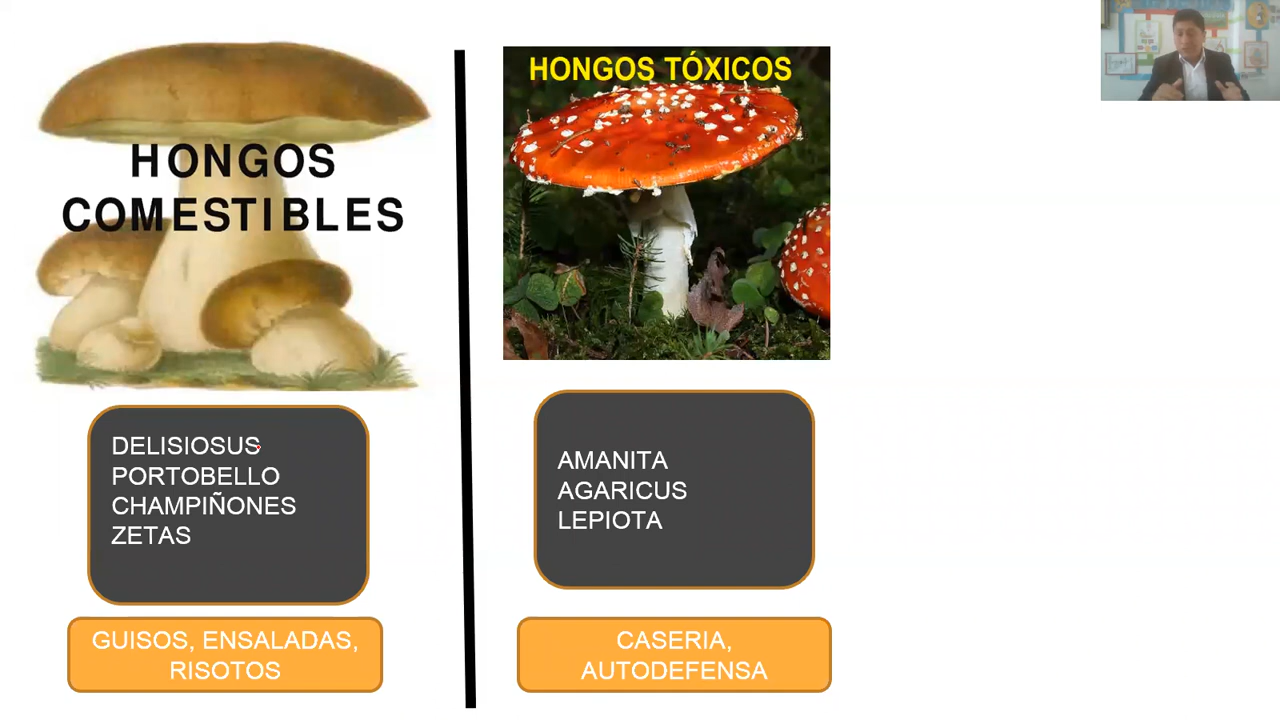 HONGOS
COMESTIBLES
DELISIOSUS
PORTOBELLO
CHAMPIÑONES
ZETAS
GUISOS, ENSALADAS,
RISOTOS
HONGOS TÓXICOS
AMANITA
AGARICUS
LEPIOTA
CASERIA,
AUTODEFENSA